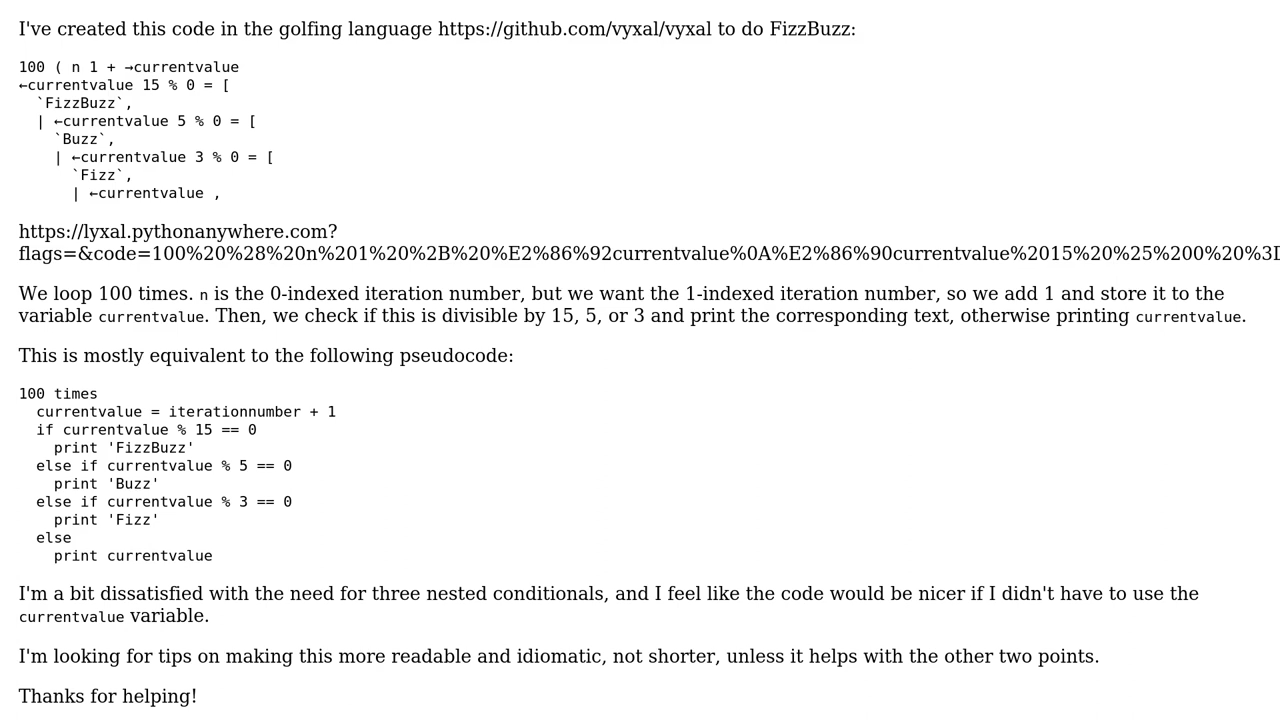 I've created this code in the golfing language https://github.com/vyxal/vyxal to do FizzBuzz:
100 ( n 1 + →currentvalue
←currentvalue 15 % 0 = [
  `FizzBuzz`,
  | ←currentvalue 5 % 0 = [
    `Buzz`,
    | ←currentvalue 3 % 0 = [
      `Fizz`,
      | ←currentvalue ,
https://lyxal.pythonanywhere.com?
flags=&code=100%20%28%20n%201%20%2B%20%E2%86%92currentvalue%0A%E2%86%90currentvalue%2015%20%25%200%20%3D
We loop 100 times. n is the 0-indexed iteration number, but we want the 1-indexed iteration number, so we add 1 and store it to the
variable currentvalue. Then, we check if this is divisible by 15, 5, or 3 and print the corresponding text, otherwise printing currentvalue.
This is mostly equivalent to the following pseudocode:
100 times
  currentvalue = iterationnumber + 1
  if currentvalue % 15 == 0
    print 'FizzBuzz'
  else if currentvalue % 5 == 0
    print 'Buzz'
  else if currentvalue % 3 == 0
    print 'Fizz'
  else
    print currentvalue
I'm a bit dissatisfied with the need for three nested conditionals, and I feel like the code would be nicer if I didn't have to use the
currentvalue variable.
I'm looking for tips on making this more readable and idiomatic, not shorter, unless it helps with the other two points.
Thanks for helping!